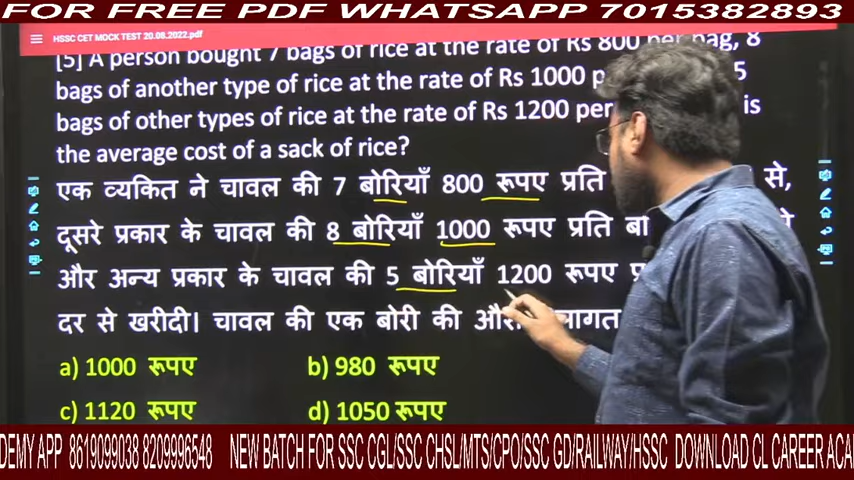 FOR FREE PDF WHATSAPP 7015382893
HSSC CET MOCK TEST 20.08.2022.pdf
[5] A person bought 7 bags of rice at the rate of Rs 800 per bag, 8
bags of another type of rice at the rate of Rs 1000 5
bags of other types of rice at the rate of Rs 1200 per is
the average cost of a sack of rice?
एक व्यकित ने चावल की 7 बोरियाँ 800 रूपए प्रति से,
दूसरे प्रकार के चावल की 8 बोरियाँ 1000 रूपए प्रति
और अन्य प्रकार के चावल की 5 बोरियाँ 1200 रूपए
दर से खरीदी। चावल की एक बोरी की
a) 1000 रूपए b) 980 रूपए
c) 1120 रूपए d) 1050 रूपए
DEMY APP 8619099038 8209996548 NEW BATCH FOR SSC CGL/SSC CHSL/MTS/CPO/SSC GD/RAILWAY/HSSC DOWNLOAD CL CAREER ACA